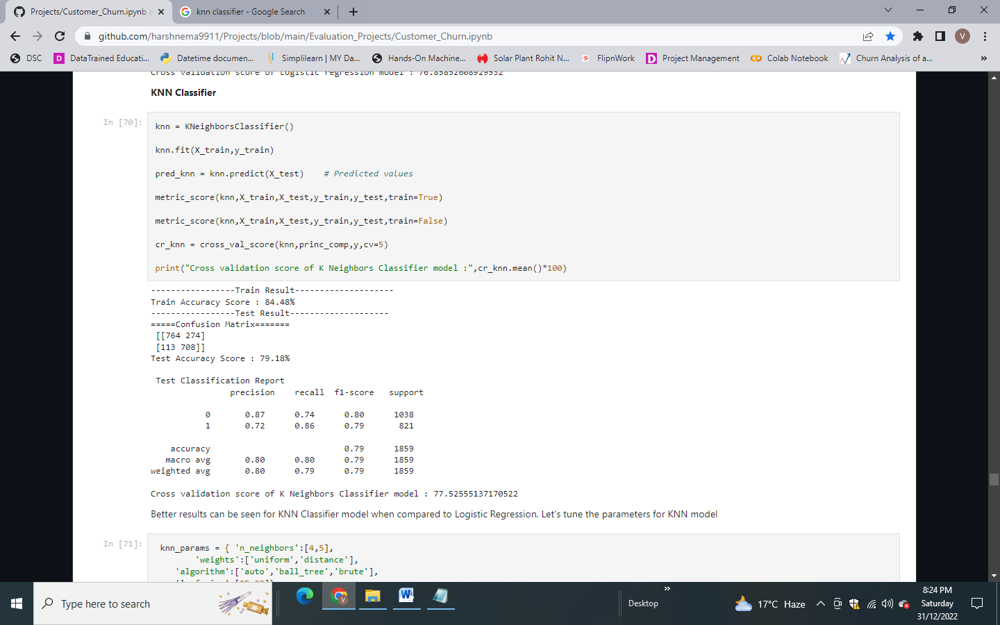 Projects/Customer_Churn.ipynb a
knn classifier - Google Search
github.com/harshnema9911/Projects/blob/main/Evaluation_Projects/Customer_Churn.ipynb
V
DSC
DataTrained Educati...
Datetime documen...
Simplilearn | MY Da...
Hands-On Machine...
Solar Plant Rohit N...
FlipnWork
Project Management
Colab Notebook
Churn Analysis of a...
»
Cross validation score of Logistic regression model : 76.85852608929532
KNN Classifier
In [70]:
knn = KNeighborsClassifier()
knn.fit(X_train,y_train)
pred_knn = knn.predict(X_test)    # Predicted values
metric_score(knn,X_train,X_test,y_train,y_test,train=True)
metric_score(knn,X_train,X_test,y_train,y_test,train=False)
cr_knn = cross_val_score(knn,princ_comp,y,cv=5)
print("Cross validation score of K Neighbors Classifier model :",cr_knn.mean()*100)
-----------------Train Result--------------------
Train Accuracy Score : 84.48%
-----------------Test Result--------------------
=====Confusion Matrix=======
[[764 274]
[113 708]]
Test Accuracy Score : 79.18%
Test Classification Report
precision    recall  f1-score   support
0       0.87      0.74      0.80      1038
1       0.72      0.86      0.79       821
accuracy                           0.79      1859
macro avg       0.80      0.80      0.79      1859
weighted avg       0.80      0.79      0.79      1859
Cross validation score of K Neighbors Classifier model : 77.52555137170522
Better results can be seen for KNN Classifier model when compared to Logistic Regression. Let's tune the parameters for KNN model
In [71]:
knn_params = { 'n_neighbors':[4,5],
'weights':['uniform','distance'],
'algorithm':['auto','ball_tree','brute'],
Type here to search
Desktop
»
17°C Haze
8:24 PM
Saturday
31/12/2022